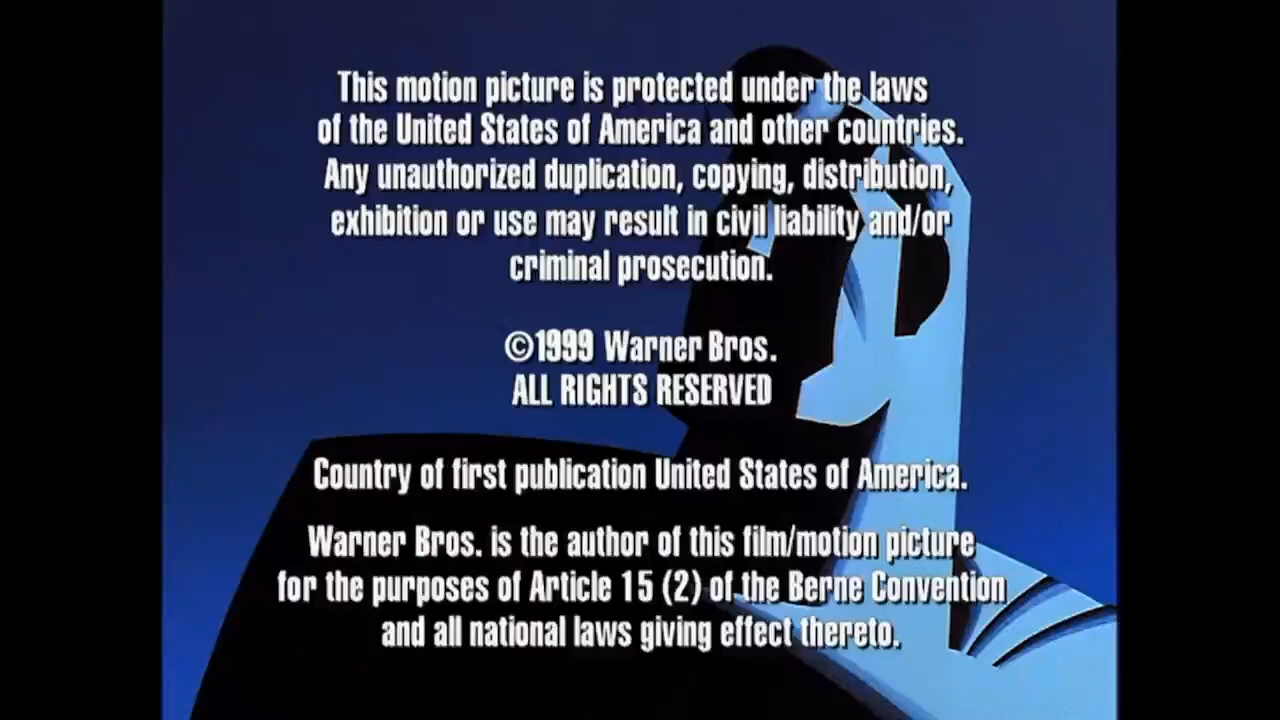 This motion picture is protected under the laws
of the United States of America and other countries.
Any unauthorized duplication, copying, distribution,
exhibition or use may result in civil liability and/or
criminal prosecution.
©1999 Warner Bros.
ALL RIGHTS RESERVED
Country of first publication United States of America.
Warner Bros. is the author of this film/motion picture
for the purposes of Article 15 (2) of the Berne Convention
and all national laws giving effect thereto.